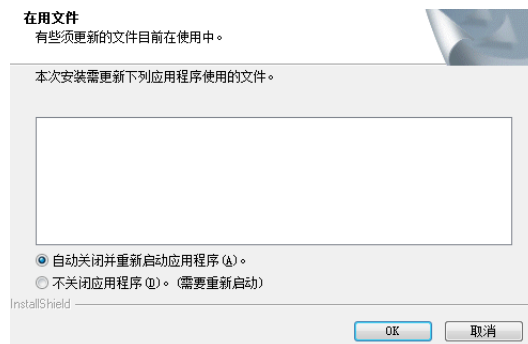 在用文件
有些须更新的文件目前在使用中。
本次安装需更新下列应用程序使用的文件。
自动关闭并重新启动应用程序(A)。
不关闭应用程序(D)。(需要重新启动)
InstallShield
OK
取消